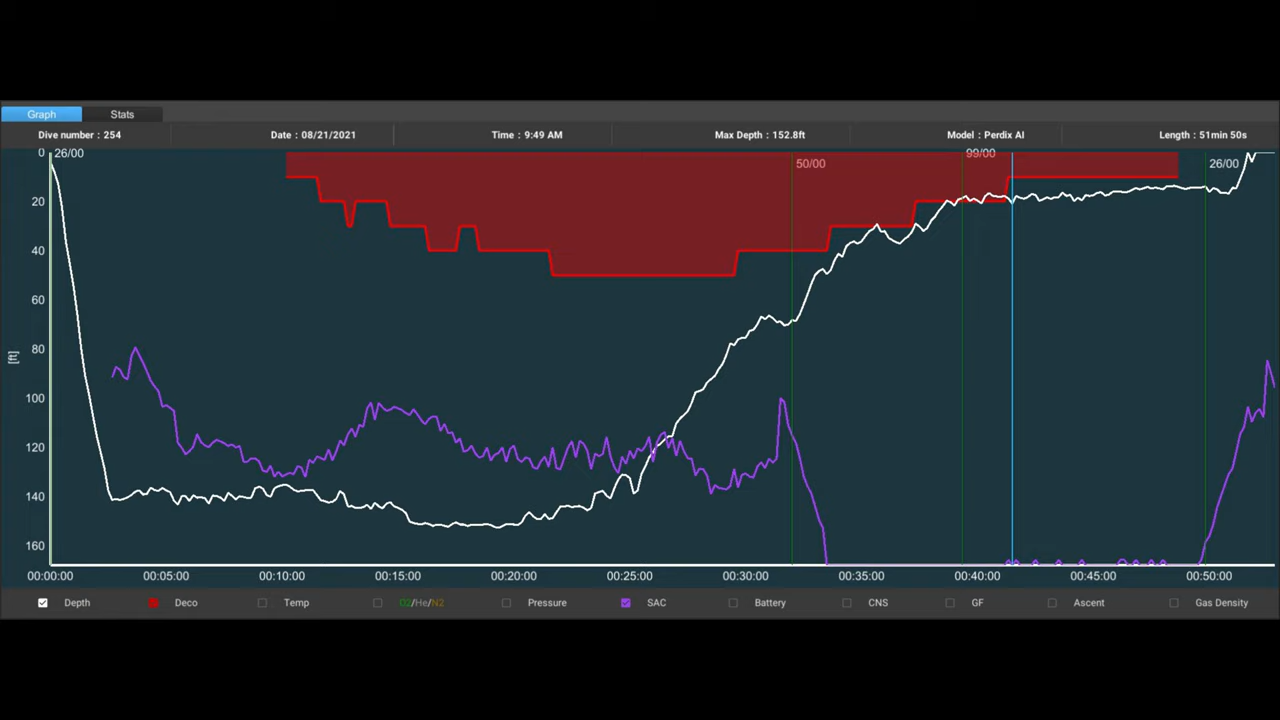 Graph Stats
Dive number : 254 Date : 08/21/2021 Time : 9:49 AM Max Depth : 152.8ft Model : Perdix AI Length : 51min 50s
0 26/00 99/00
50/00 26/00
20
40
60
80
[ft]
100
120
140
160
00:00:00 00:05:00 00:10:00 00:15:00 00:20:00 00:25:00 00:30:00 00:35:00 00:40:00 00:45:00 00:50:00
Depth Deco Temp O2/He/N2 Pressure SAC Battery CNS GF Ascent Gas Density